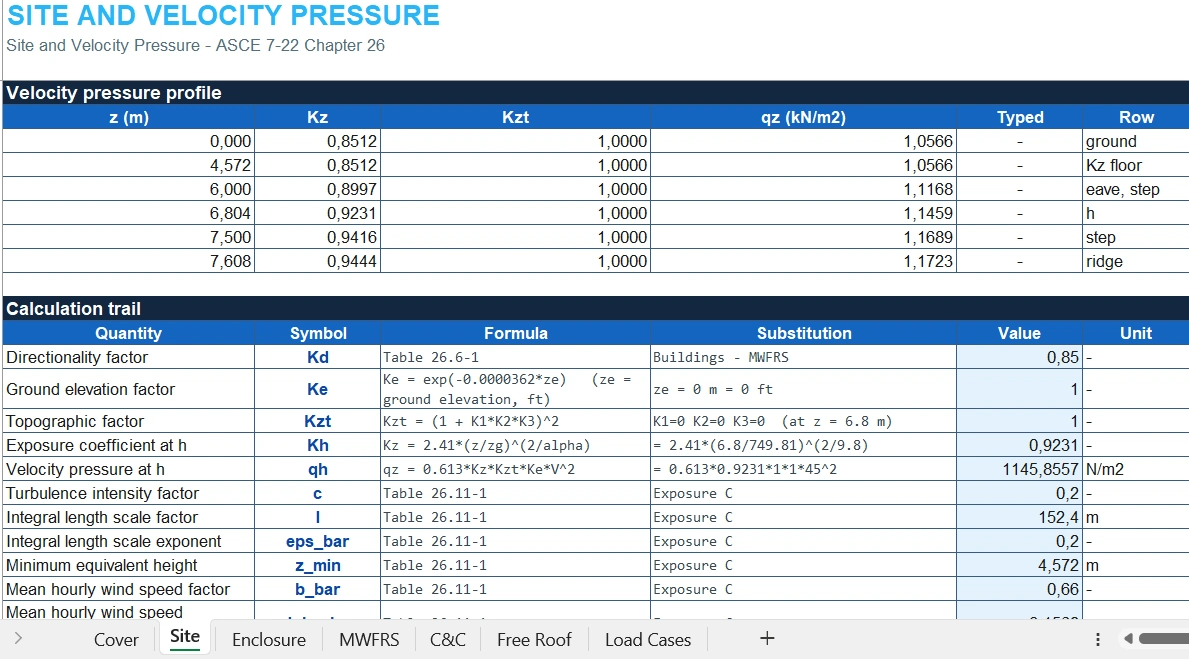 SITE AND VELOCITY PRESSURE
Site and Velocity Pressure - ASCE 7-22 Chapter 26
Velocity pressure profile
z (m) Kz Kzt qz (kN/m2) Typed Row
0,000 0,8512 1,0000 1,0566 - ground
4,572 0,8512 1,0000 1,0566 - Kz floor
6,000 0,8997 1,0000 1,1168 - eave, step
6,804 0,9231 1,0000 1,1459 - h
7,500 0,9416 1,0000 1,1689 - step
7,608 0,9444 1,0000 1,1723 - ridge
Calculation trail
Quantity Symbol Formula Substitution Value Unit
Directionality factor Kd Table 26.6-1 Buildings - MWFRS 0,85 -
Ground elevation factor Ke Ke = exp(-0.0000362*ze) (ze =
ground elevation, ft) ze = 0 m = 0 ft 1 -
Topographic factor Kzt Kzt = (1 + K1*K2*K3)^2 K1=0 K2=0 K3=0 (at z = 6.8 m) 1 -
Exposure coefficient at h Kh Kz = 2.41*(z/zg)^(2/alpha) = 2.41*(6.8/749.81)^(2/9.8) 0,9231 -
Velocity pressure at h qh qz = 0.613*Kz*Kzt*Ke*V^2 = 0.613*0.9231*1*1*45^2 1145,8557 N/m2
Turbulence intensity factor c Table 26.11-1 Exposure C 0,2 -
Integral length scale factor l Table 26.11-1 Exposure C 152,4 m
Integral length scale exponent eps_bar Table 26.11-1 Exposure C 0,2 -
Minimum equivalent height z_min Table 26.11-1 Exposure C 4,572 m
Mean hourly wind speed factor b_bar Table 26.11-1 Exposure C 0,66 -
Mean hourly wind speed
Cover Site Enclosure MWFRS C&C Free Roof Load Cases